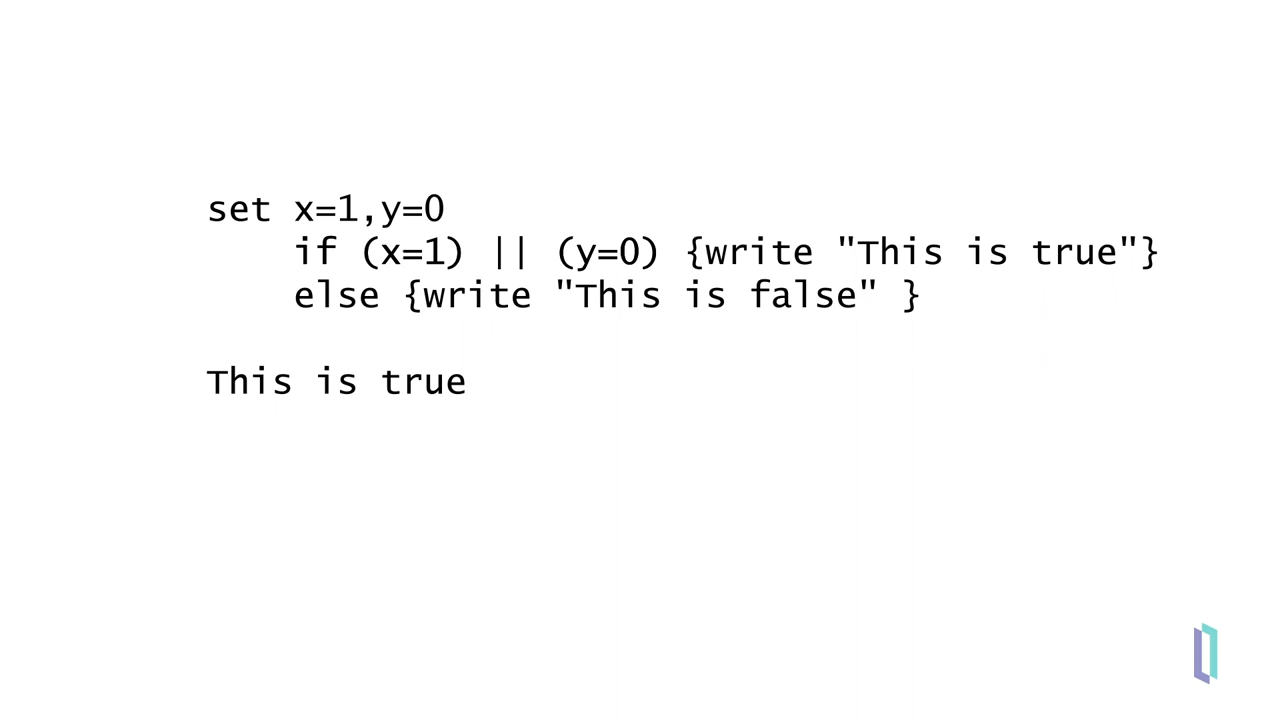 set x=1,y=0
if (x=1) || (y=0) {write "This is true"}
else {write "This is false" }
This is true